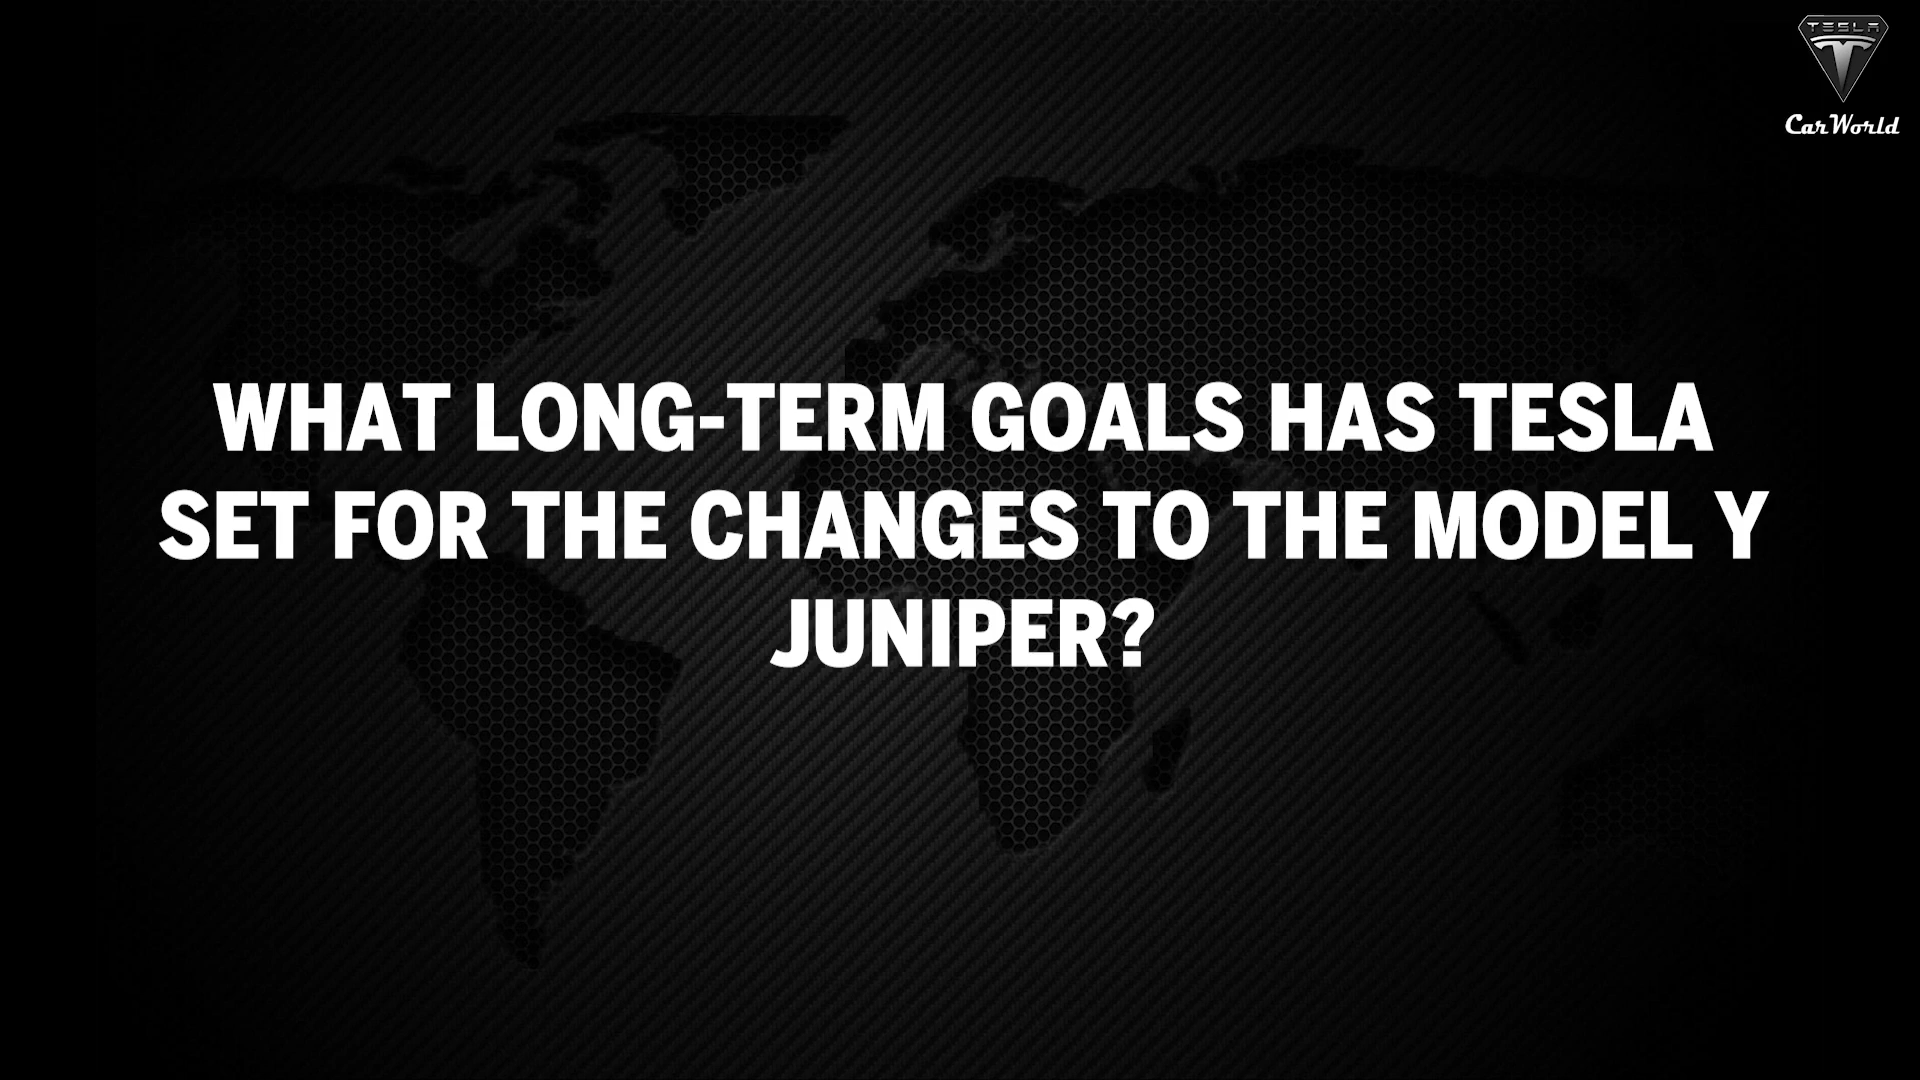 TESLA
CarWorld
WHAT LONG-TERM GOALS HAS TESLA
SET FOR THE CHANGES TO THE MODEL Y
JUNIPER?